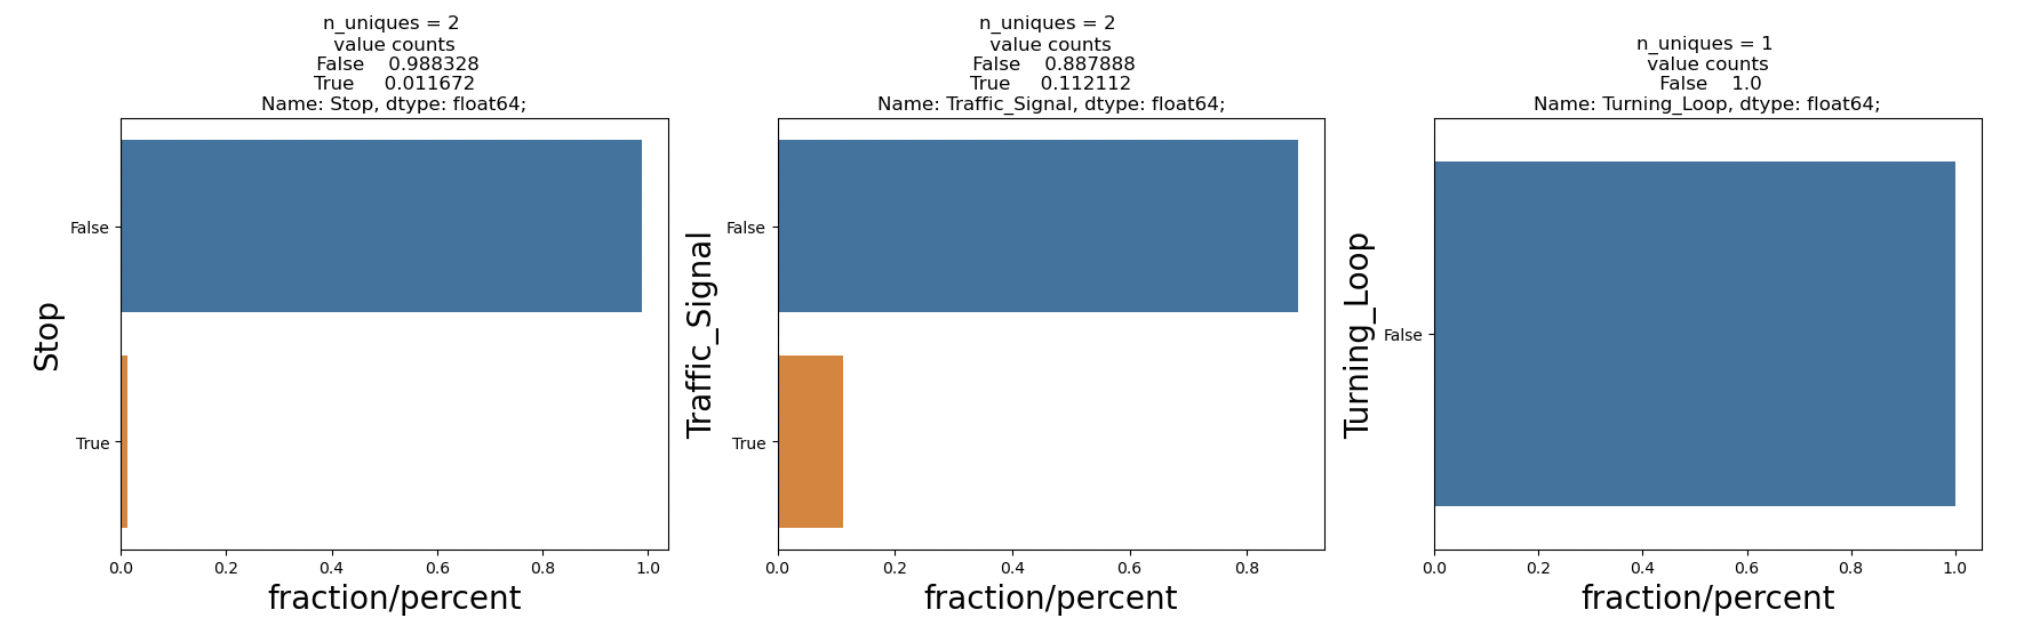 n_uniques = 2
value counts
False 0.988328
True 0.011672
Name: Stop, dtype: float64;
Stop
False
True
0.0 0.2 0.4 0.6 0.8 1.0
fraction/percent
n_uniques = 2
value counts
False 0.887888
True 0.112112
Name: Traffic_Signal, dtype: float64;
Traffic_Signal
False
True
0.0 0.2 0.4 0.6 0.8
fraction/percent
n_uniques = 1
value counts
False 1.0
Name: Turning_Loop, dtype: float64;
Turning_Loop
False
0.0 0.2 0.4 0.6 0.8 1.0
fraction/percent